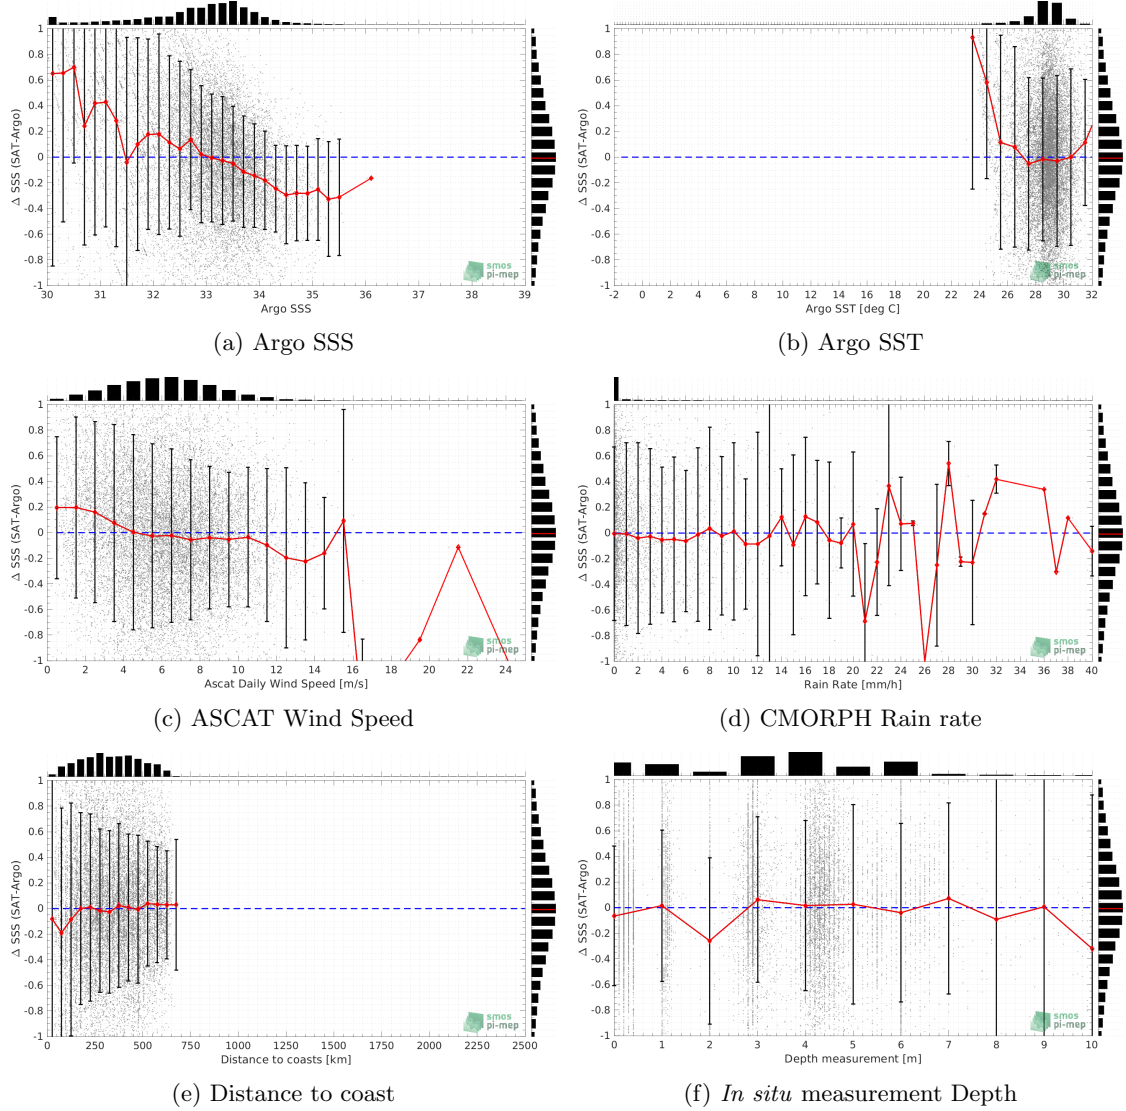 1
0.8
0.6
0.4
0.2
0
-0.2
-0.4
-0.6
-0.8
-1
Δ SSS (SAT-Argo)
30 31 32 33 34 35 36 37 38 39
Argo SSS
smos
pi-mep
(a) Argo SSS
1
0.8
0.6
0.4
0.2
0
-0.2
-0.4
-0.6
-0.8
-1
Δ SSS (SAT-Argo)
-2 0 2 4 6 8 10 12 14 16 18 20 22 24 26 28 30 32
Argo SST [deg C]
smos
pi-mep
(b) Argo SST
1
0.8
0.6
0.4
0.2
0
-0.2
-0.4
-0.6
-0.8
-1
Δ SSS (SAT-Argo)
0 2 4 6 8 10 12 14 16 18 20 22 24
Ascat Daily Wind Speed [m/s]
smos
pi-mep
(c) ASCAT Wind Speed
1
0.8
0.6
0.4
0.2
0
-0.2
-0.4
-0.6
-0.8
-1
Δ SSS (SAT-Argo)
0 2 4 6 8 10 12 14 16 18 20 22 24 26 28 30 32 34 36 38 40
Rain Rate [mm/h]
smos
pi-mep
(d) CMORPH Rain rate
1
0.8
0.6
0.4
0.2
0
-0.2
-0.4
-0.6
-0.8
-1
Δ SSS (SAT-Argo)
0 250 500 750 1000 1250 1500 1750 2000 2250 2500
Distance to coasts [km]
smos
pi-mep
(e) Distance to coast
1
0.8
0.6
0.4
0.2
0
-0.2
-0.4
-0.6
-0.8
-1
Δ SSS (SAT-Argo)
0 1 2 3 4 5 6 7 8 9 10
Depth measurement [m]
smos
pi-mep
(f) In situ measurement Depth